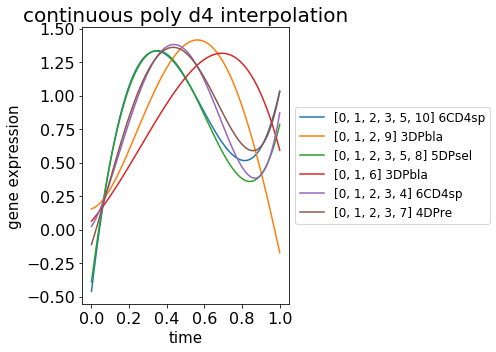 continuous poly d4 interpolation
gene expression
1.50
1.25
1.00
0.75
0.50
0.25
0.00
−0.25
−0.50
0.0 0.2 0.4 0.6 0.8 1.0
time
[0, 1, 2, 3, 5, 10] 6CD4sp
[0, 1, 2, 9] 3DPbla
[0, 1, 2, 3, 5, 8] 5DPsel
[0, 1, 6] 3DPbla
[0, 1, 2, 3, 4] 6CD4sp
[0, 1, 2, 3, 7] 4DPre